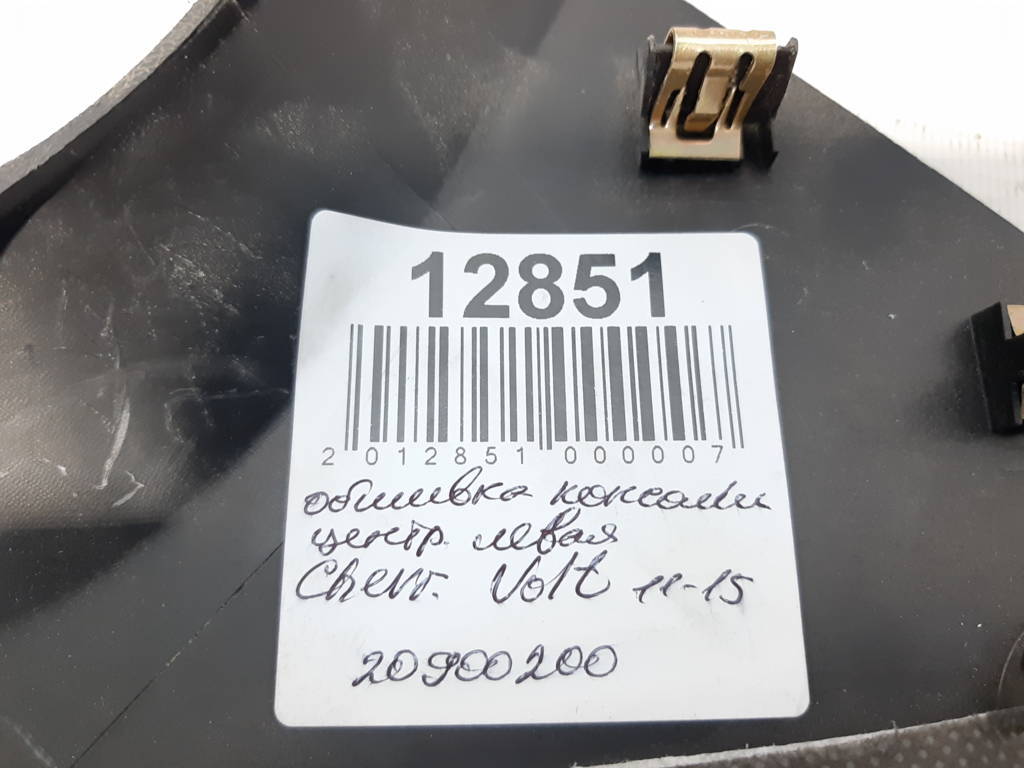 12851
2 012851 000007
обшивка консоли
центр. левая
Chevr. Volt 11-15
20900200